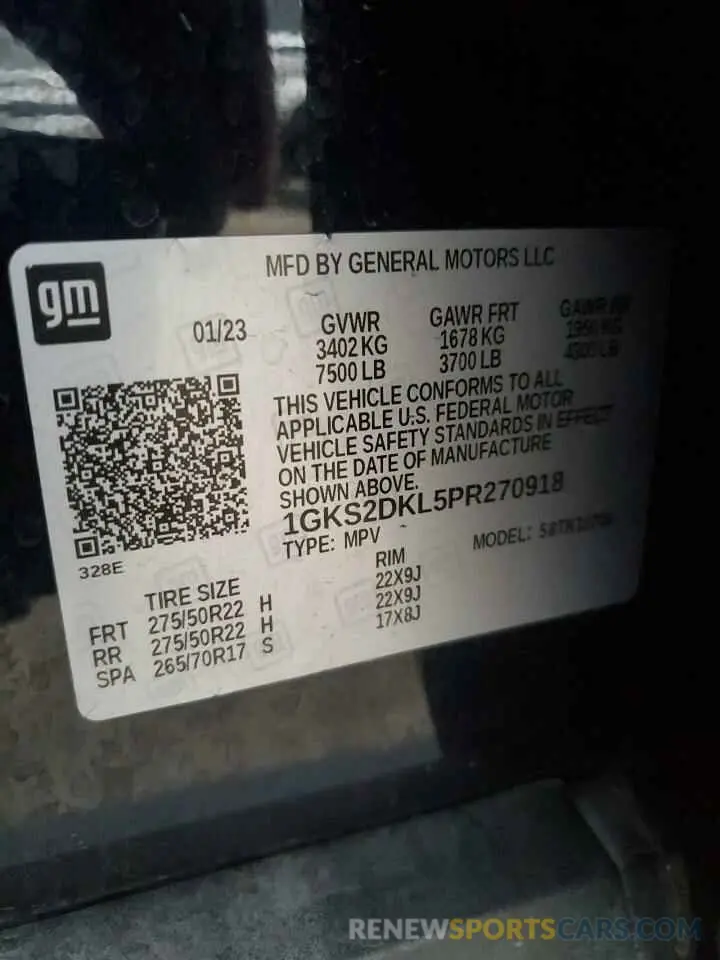 gm
MFD BY GENERAL MOTORS LLC
01/23
GVWR
3402 KG
7500 LB
GAWR FRT
1678 KG
3700 LB
GAWR
THIS VEHICLE CONFORMS TO ALL
APPLICABLE U.S. FEDERAL MOTOR
VEHICLE SAFETY STANDARDS IN EFFECT
ON THE DATE OF MANUFACTURE
SHOWN ABOVE.
1GKS2DKL5PR270918
TYPE: MPV
MODEL:
328E
TIRE SIZE RIM
FRT 275/50R22 H 22X9J
RR 275/50R22 H 22X9J
SPA 265/70R17 S 17X8J
RENEWSPORTSCARS.COM